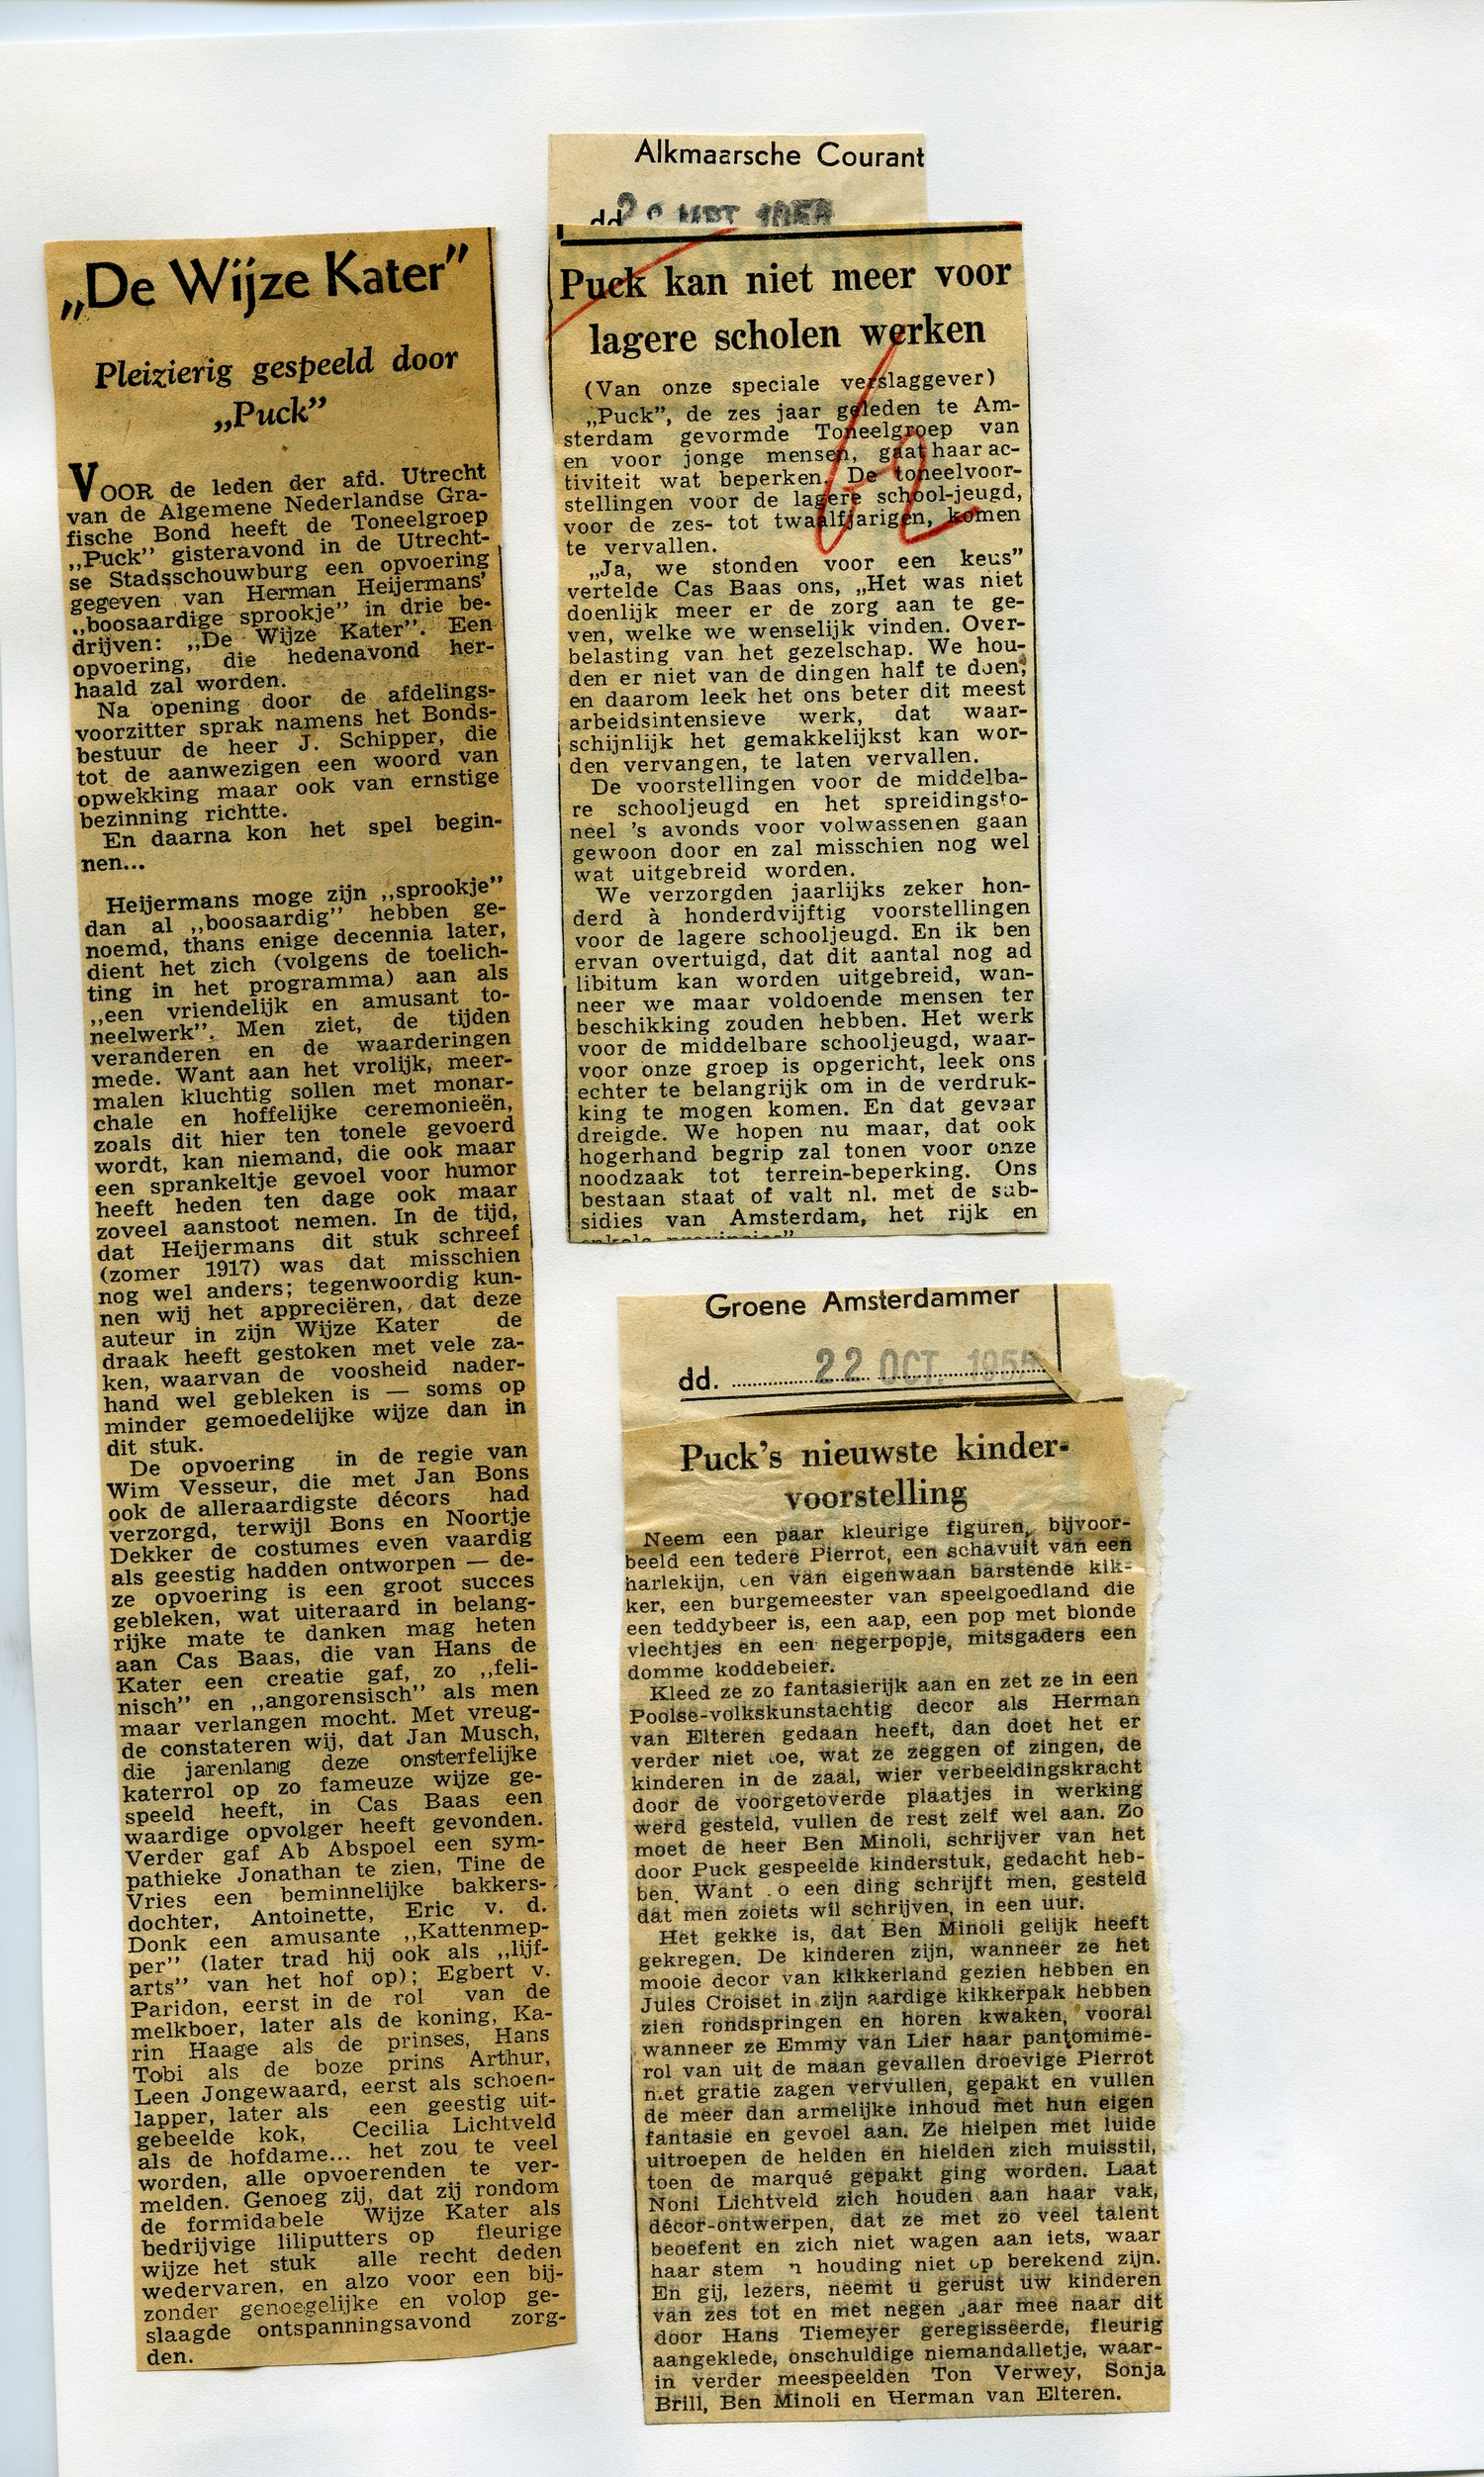 „De Wijze Kater”
Pleizierig gespeeld door
„Puck”
VOOR de leden der afd. Utrecht
van de Algemene Nederlandse Gra-
fische Bond heeft de Toneelgroep
„Puck” gisteravond in de Utrecht-
se Stadsschouwburg een opvoering
gegeven van Herman Heijermans’
„boosaardige sprookje” in drie be-
drijven: „De Wijze Kater”. Een
opvoering, die hedenavond her-
haald zal worden.
Na opening door de afdelings-
voorzitter sprak namens het Bonds-
bestuur de heer J. Schipper, die
tot de aanwezigen een woord van
opwekking maar ook van ernstige
bezinning richtte.
En daarna kon het spel begin-
nen...
Heijermans moge zijn „sprookje”
dan al „boosaardig” hebben ge-
noemd, thans enige decennia later,
dient het zich (volgens de toelich-
ting in het programma) aan als
„een vriendelijk en amusant to-
neelwerk”. Men ziet, de tijden
veranderen en de waarderingen
mede. Want aan het vrolijk, meer-
malen kluchtig sollen met monar-
chale en hoffelijke ceremonieën,
zoals dit hier ten tonele gevoerd
wordt, kan niemand, die ook maar
een sprankeltje gevoel voor humor
heeft heden ten dage ook maar
zoveel aanstoot nemen. In de tijd,
dat Heijermans dit stuk schreef
(zomer 1917) was dat misschien
nog wel anders; tegenwoordig kun-
nen wij het appreciëren, dat deze
auteur in zijn Wijze Kater de
draak heeft gestoken met vele za-
ken, waarvan de voosheid nader-
hand wel gebleken is — soms op
minder gemoedelijke wijze dan in
dit stuk.
De opvoering in de regie van
Wim Vesseur, die met Jan Bons
ook de alleraardigste décors had
verzorgd, terwijl Bons en Noortje
Dekker de costumes even vaardig
als geestig hadden ontworpen — de-
ze opvoering is een groot succes
gebleken, wat uiteraard in belang-
rijke mate te danken mag heten
aan Cas Baas, die van Hans de
Kater een creatie gaf, zo „feli-
nisch” en „angorensisch” als men
maar verlangen mocht. Met vreug-
de constateren wij, dat Jan Musch,
die jarenlang deze onsterfelijke
katerrol op zo fameuze wijze ge-
speeld heeft, in Cas Baas een
waardige opvolger heeft gevonden.
Verder gaf Ab Abspoel een sym-
pathieke Jonathan te zien, Tine de
Vries een beminnelijke bakkers-
dochter, Antoinette, Eric v. d.
Donk een amusante „Kattenmep-
per” (later trad hij ook als „lijf-
arts” van het hof op); Egbert v.
Paridon, eerst in de rol van de
melkboer, later als de koning, Ka-
rin Haage als de prinses, Hans
Tobi als de boze prins Arthur,
Leen Jongewaard, eerst als schoen-
lapper, later als een geestig uit-
gebeelde kok, Cecilia Lichtveld
als de hofdame... het zou te veel
worden, alle opvoerenden te ver-
melden. Genoeg zij, dat zij rondom
de formidabele Wijze Kater als
bedrijvige liliputters op fleurige
wijze het stuk alle recht deden
wedervaren, en alzo voor een bij-
zonder genoegelijke en volop ge-
slaagde ontspanningsavond zorg-
den.
Alkmaarsche Courant
dd
Puck kan niet meer voor
lagere scholen werken
(Van onze speciale verslaggever)
„Puck”, de zes jaar geleden te Am-
sterdam gevormde Toneelgroep van
en voor jonge mensen, gaat haar ac-
tiviteit wat beperken. De toneelvoor-
stellingen voor de lagere school-jeugd,
voor de zes- tot twaalfjarigen, komen
te vervallen.
„Ja, we stonden voor een keus”
vertelde Cas Baas ons, „Het was niet
doenlijk meer er de zorg aan te ge-
ven, welke we wenselijk vinden. Over-
belasting van het gezelschap. We hou-
den er niet van de dingen half te doen,
en daarom leek het ons beter dit meest
arbeidsintensieve werk, dat waar-
schijnlijk het gemakkelijkst kan wor-
den vervangen, te laten vervallen.
De voorstellingen voor de middelba-
re schooljeugd en het spreidingsto-
neel ’s avonds voor volwassenen gaan
gewoon door en zal misschien nog wel
wat uitgebreid worden.
We verzorgden jaarlijks zeker hon-
derd à honderdvijftig voorstellingen
voor de lagere schooljeugd. En ik ben
ervan overtuigd, dat dit aantal nog ad
libitum kan worden uitgebreid, wan-
neer we maar voldoende mensen ter
beschikking zouden hebben. Het werk
voor de middelbare schooljeugd, waar-
voor onze groep is opgericht, leek ons
echter te belangrijk om in de verdruk-
king te mogen komen. En dat gevaar
dreigde. We hopen nu maar, dat ook
hogerhand begrip zal tonen voor onze
noodzaak tot terrein-beperking. Ons
bestaan staat of valt nl. met de sub-
sidies van Amsterdam, het rijk en
enkele provincies”
62
Groene Amsterdammer
dd. 22 OCT. 1955
Puck’s nieuwste kinder-
voorstelling
Neem een paar kleurige figuren, bijvoor-
beeld een tedere Pierrot, een schavuit van een
harlekijn, een van eigenwaan barstende kik-
ker, een burgemeester van speelgoedland die
een teddybeer is, een aap, een pop met blonde
vlechtjes en een negerpopje, mitsgaders een
domme koddebeier.
Kleed ze zo fantasierijk aan en zet ze in een
Poolse-volkskunstachtig decor als Herman
van Elteren gedaan heeft, dan doet het er
verder niet toe, wat ze zeggen of zingen, de
kinderen in de zaal, wier verbeeldingskracht
door de voorgetoverde plaatjes in werking
werd gesteld, vullen de rest zelf wel aan. Zo
moet de heer Ben Minoli, schrijver van het
door Puck gespeelde kinderstuk, gedacht heb-
ben. Want zo een ding schrijft men, gesteld
dat men zoiets wil schrijven, in een uur.
Het gekke is, dat Ben Minoli gelijk heeft
gekregen. De kinderen zijn, wanneer ze het
mooie decor van kikkerland gezien hebben en
Jules Croiset in zijn aardige kikkerpak hebben
zien rondspringen en horen kwaken, vooral
wanneer ze Emmy van Lier haar pantomime-
rol van uit de maan gevallen droevige Pierrot
met gratie zagen vervullen, gepakt en vullen
de meer dan armelijke inhoud met hun eigen
fantasie en gevoel aan. Ze hielpen met luide
uitroepen de helden en hielden zich muisstil,
toen de marqué gepakt ging worden. Laat
Noni Lichtveld zich houden aan haar vak,
décor-ontwerpen, dat ze met zo veel talent
beoefent en zich niet wagen aan iets, waar
haar stem en houding niet op berekend zijn.
En gij, lezers, neemt u gerust uw kinderen
van zes tot en met negen jaar mee naar dit
door Hans Tiemeyer geregisseerde, fleurig
aangeklede, onschuldige niemandalletje, waar-
in verder meespeelden Ton Verwey, Sonja
Brill, Ben Minoli en Herman van Elteren.